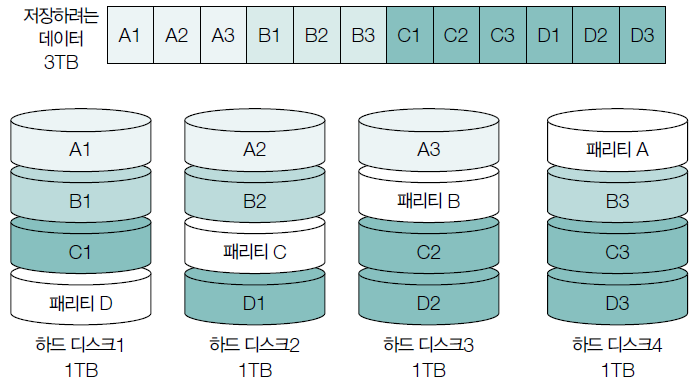 저장하려는
데이터
3TB
A1 A2 A3 B1 B2 B3 C1 C2 C3 D1 D2 D3
A1 A2 A3 패리티 A
B1 B2 패리티 B B3
C1 패리티 C C2 C3
패리티 D D1 D2 D3
하드 디스크1 하드 디스크2 하드 디스크3 하드 디스크4
1TB 1TB 1TB 1TB